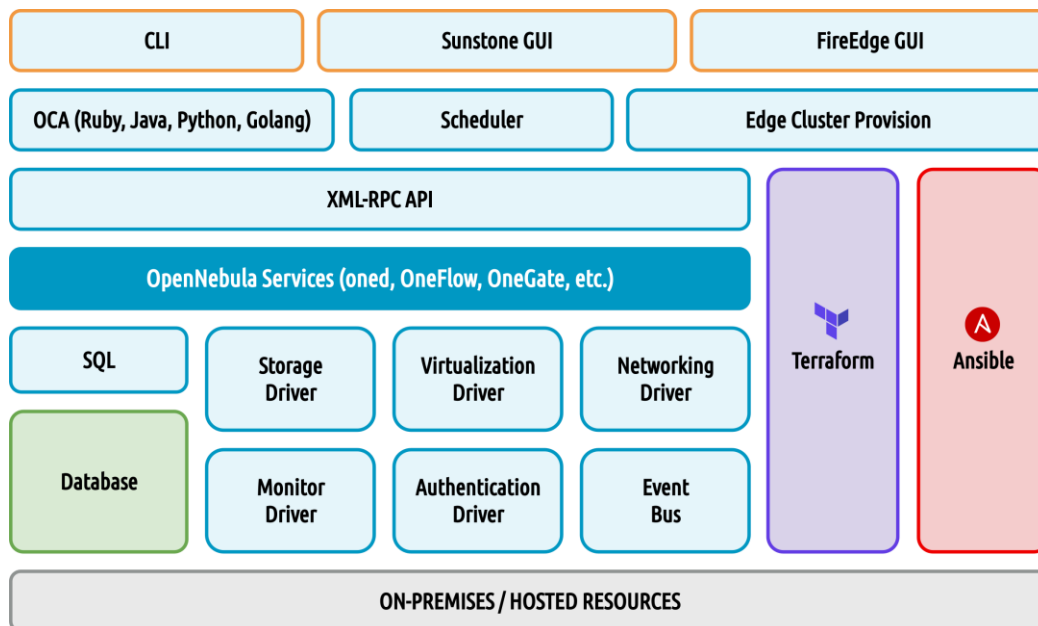 CLI
Sunstone GUI
FireEdge GUI
OCA (Ruby, Java, Python, Golang)
Scheduler
Edge Cluster Provision
XML-RPC API
OpenNebula Services (oned, OneFlow, OneGate, etc.)
SQL
Storage
Driver
Virtualization
Driver
Networking
Driver
Terraform
Ansible
Database
Monitor
Driver
Authentication
Driver
Event
Bus
ON-PREMISES / HOSTED RESOURCES